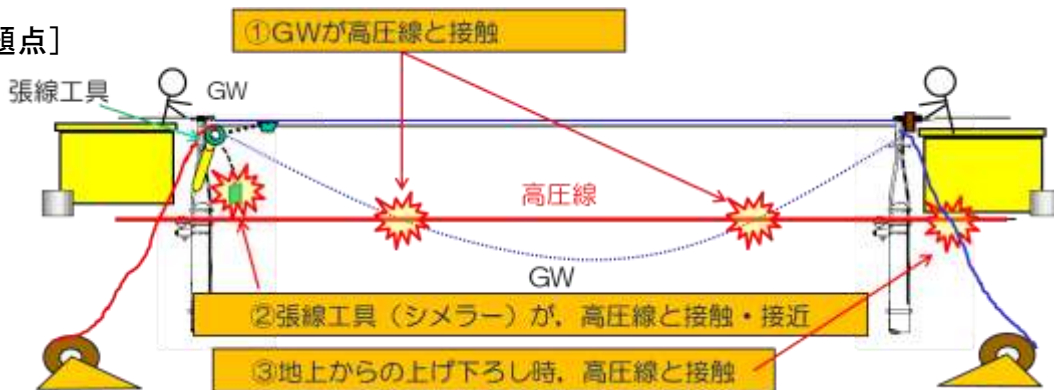 題点]
①GWが高圧線と接触
張線工具
GW
高圧線
GW
②張線工具（シメラー）が，高圧線と接触・接近
③地上からの上げ下ろし時，高圧線と接触